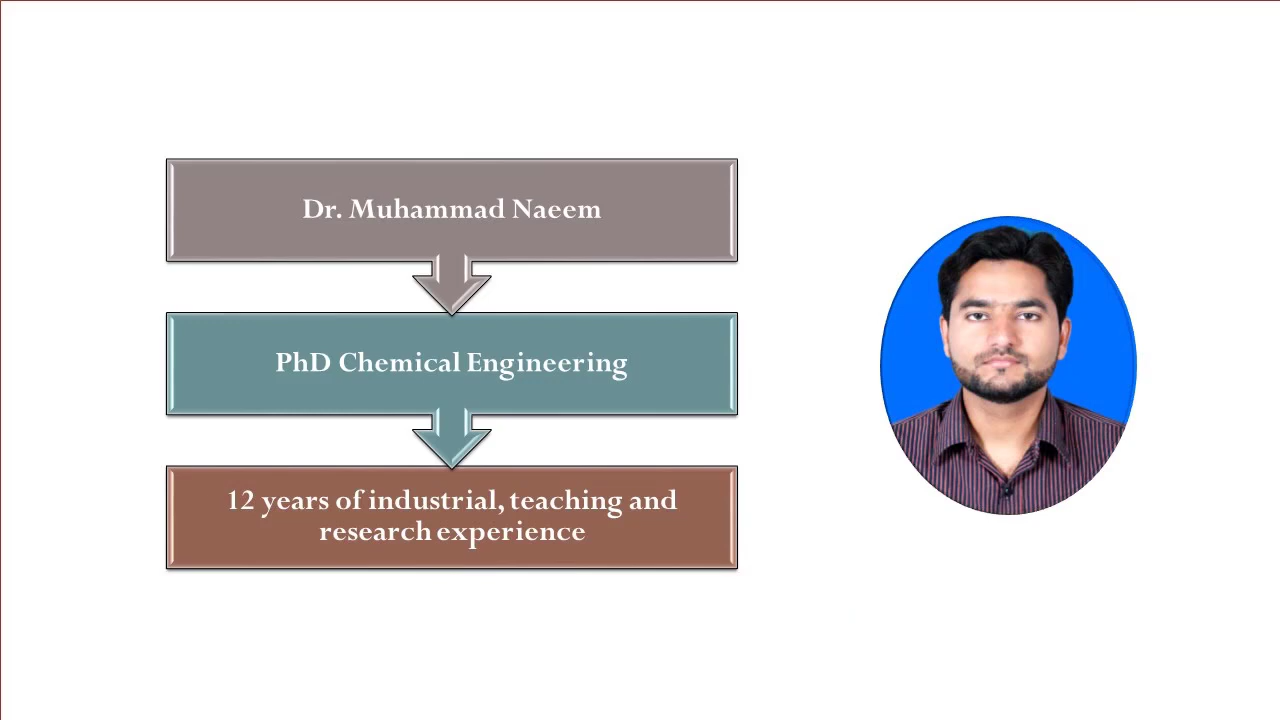 Dr. Muhammad Naeem
PhD Chemical Engineering
12 years of industrial, teaching and
research experience